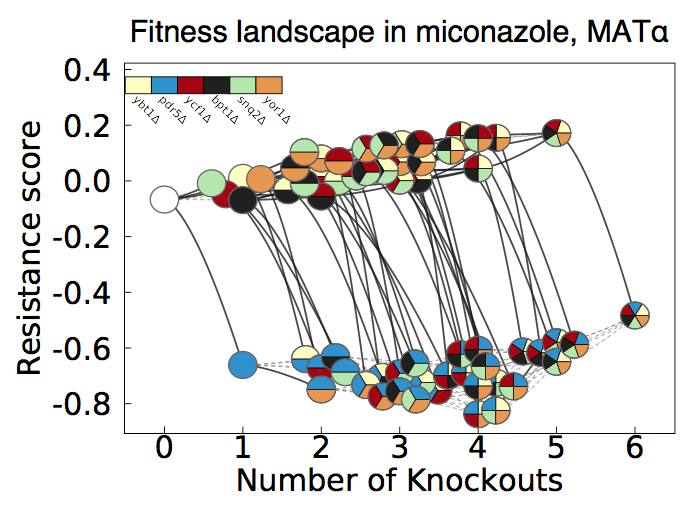 Fitness landscape in miconazole, MATα
0.4
0.2
0.0
-0.2
-0.4
-0.6
-0.8
Resistance score
ybt1Δ
pdr5Δ
ycf1Δ
bpt1Δ
snq2Δ
yor1Δ
0 1 2 3 4 5 6
Number of Knockouts